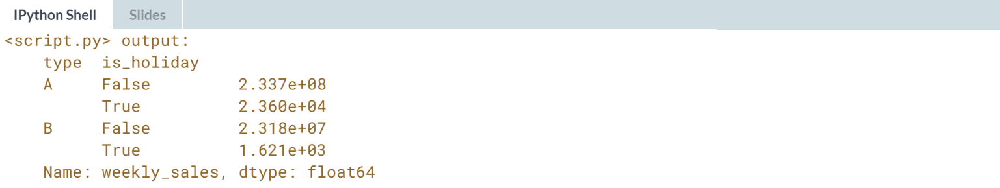 IPython Shell Slides
<script.py> output:
    type  is_holiday
    A     False         2.337e+08
          True          2.360e+04
    B     False         2.318e+07
          True          1.621e+03
    Name: weekly_sales, dtype: float64